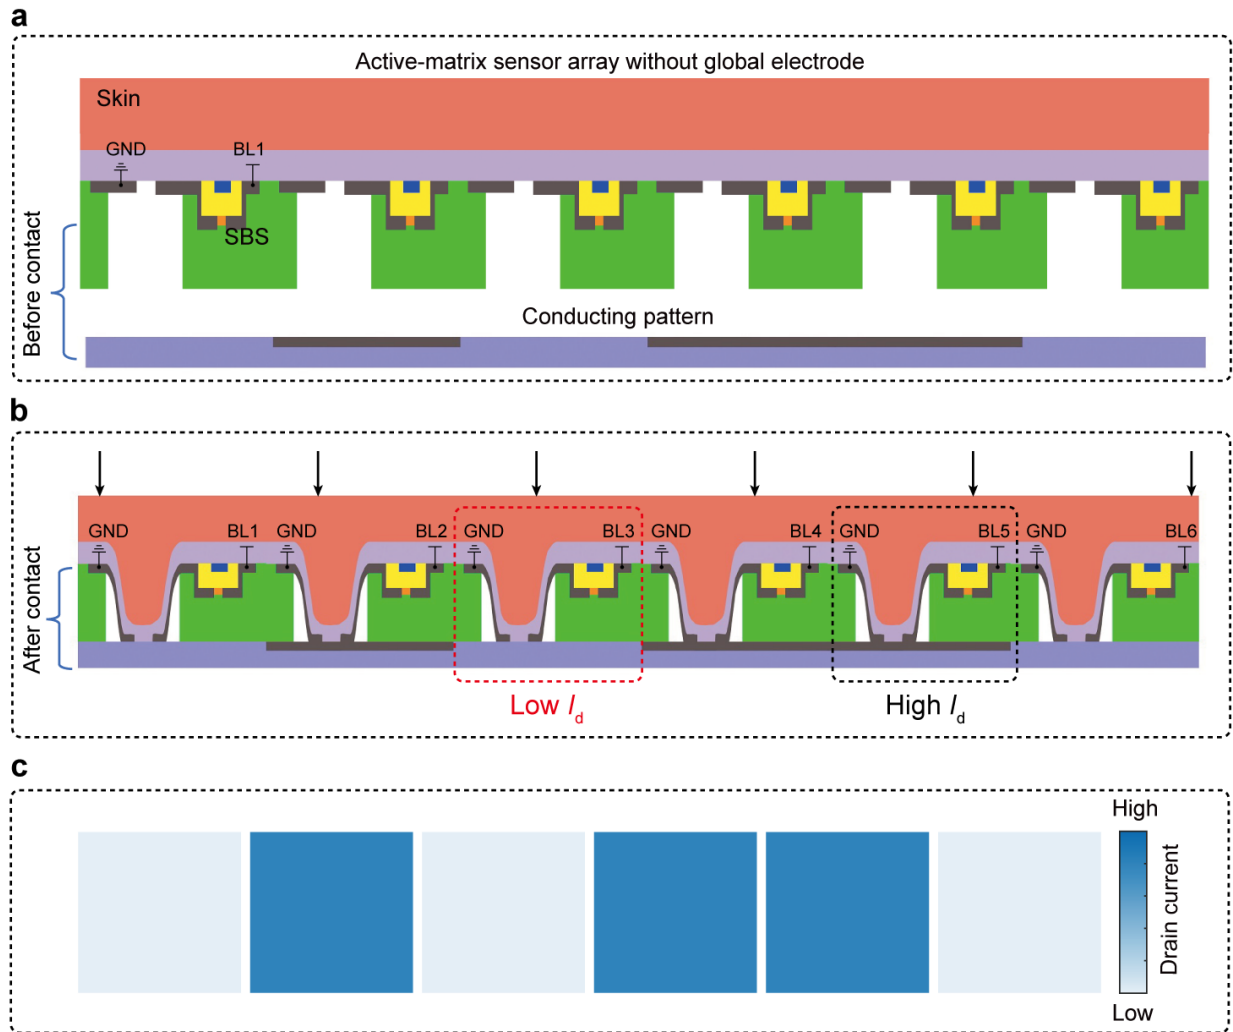 a
Active-matrix sensor array without global electrode
Skin
GND BL1
SBS
Before contact
Conducting pattern
b
GND BL1 GND BL2 GND BL3 GND BL4 GND BL5 GND BL6
After contact
Low Id
High Id
c
High
Drain current
Low